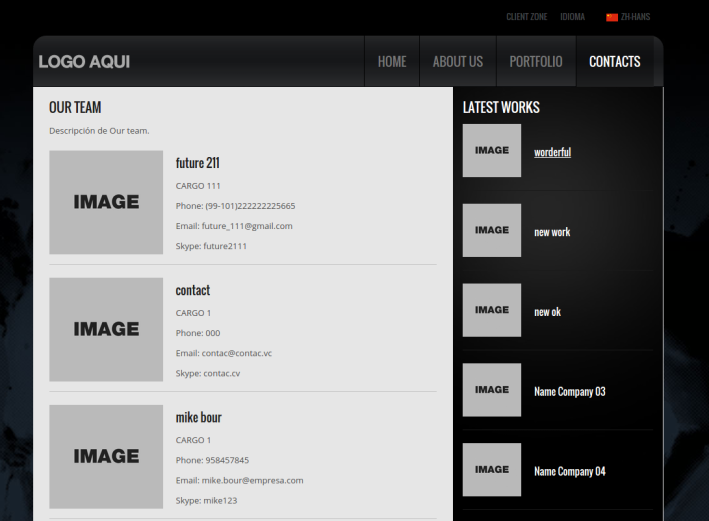 CLIENT ZONE IDIOMA ZH-HANS
LOGO AQUI
HOME ABOUT US PORTFOLIO CONTACTS
OUR TEAM
Descripción de Our team.
IMAGE
future 211
CARGO 111
Phone: (99-101)222222225665
Email: future_111@gmail.com
Skype: future2111
IMAGE
contact
CARGO 1
Phone: 000
Email: contac@contac.vc
Skype: contac.cv
IMAGE
mike bour
CARGO 1
Phone: 958457845
Email: mike.bour@empresa.com
Skype: mike123
LATEST WORKS
IMAGE
worderful
IMAGE
new work
IMAGE
new ok
IMAGE
Name Company 03
IMAGE
Name Company 04